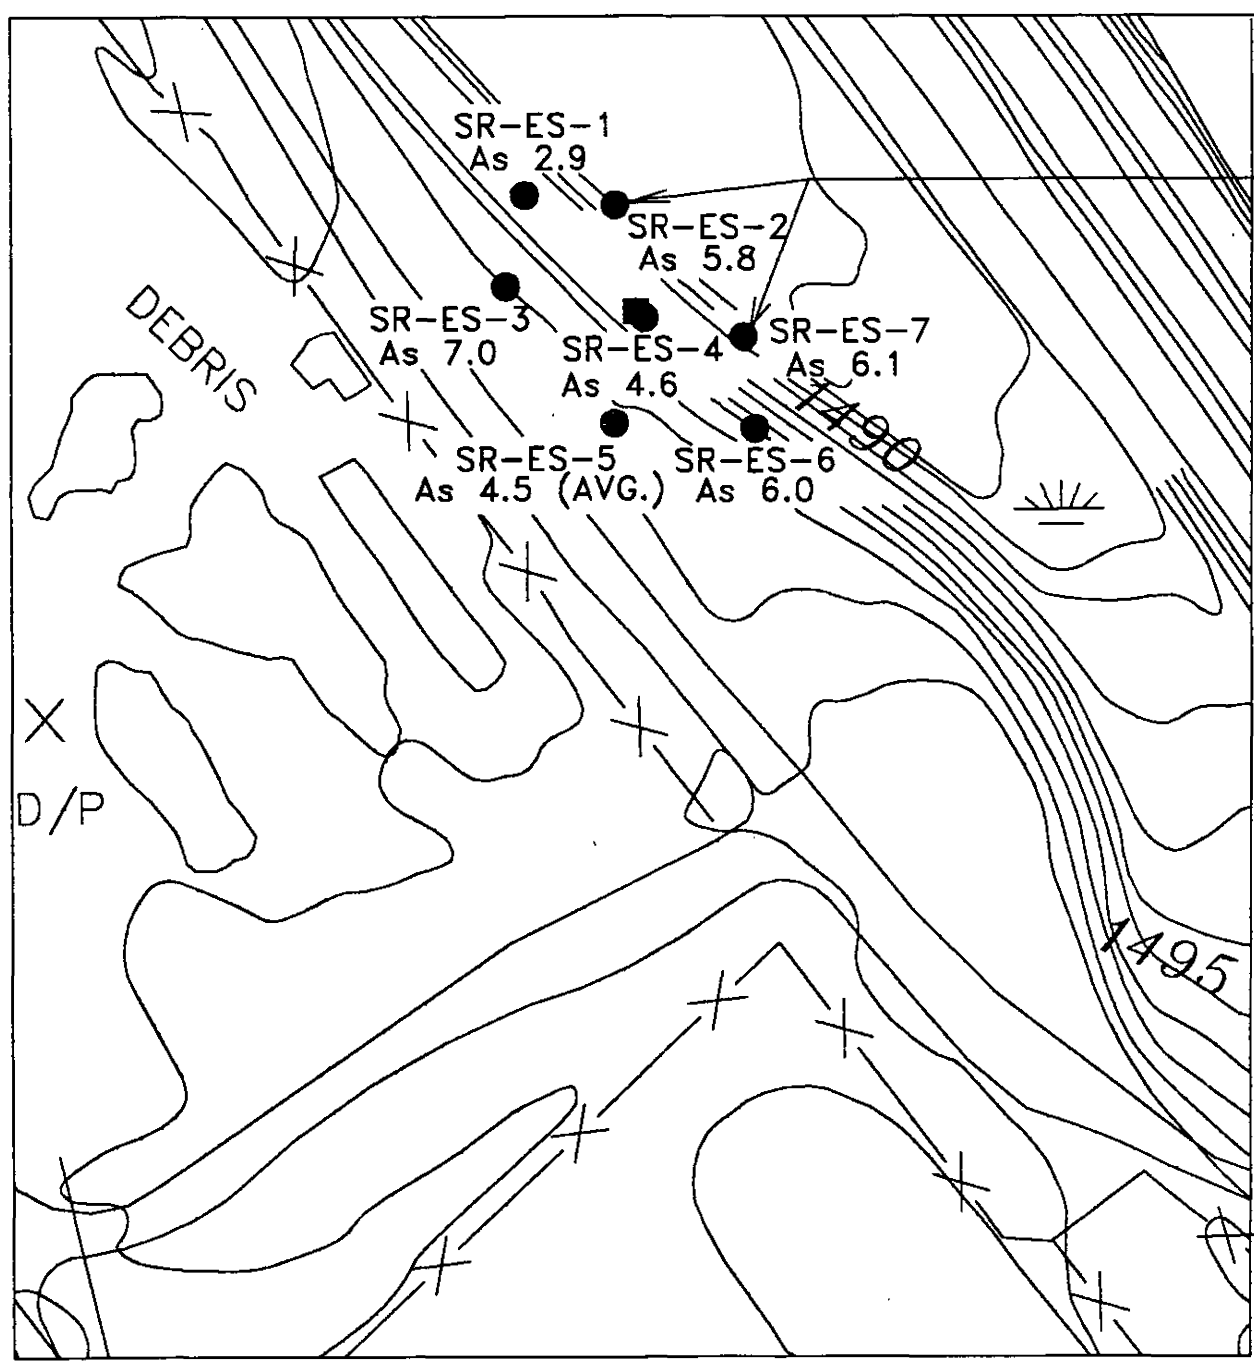 SR-ES-1
As 2.9
SR-ES-2
As 5.8
SR-ES-3
As 7.0
SR-ES-4
As 4.6
SR-ES-7
As 6.1
DEBRIS
1490
SR-ES-5
As 4.5 (AVG.)
SR-ES-6
As 6.0
X
D/P
1495